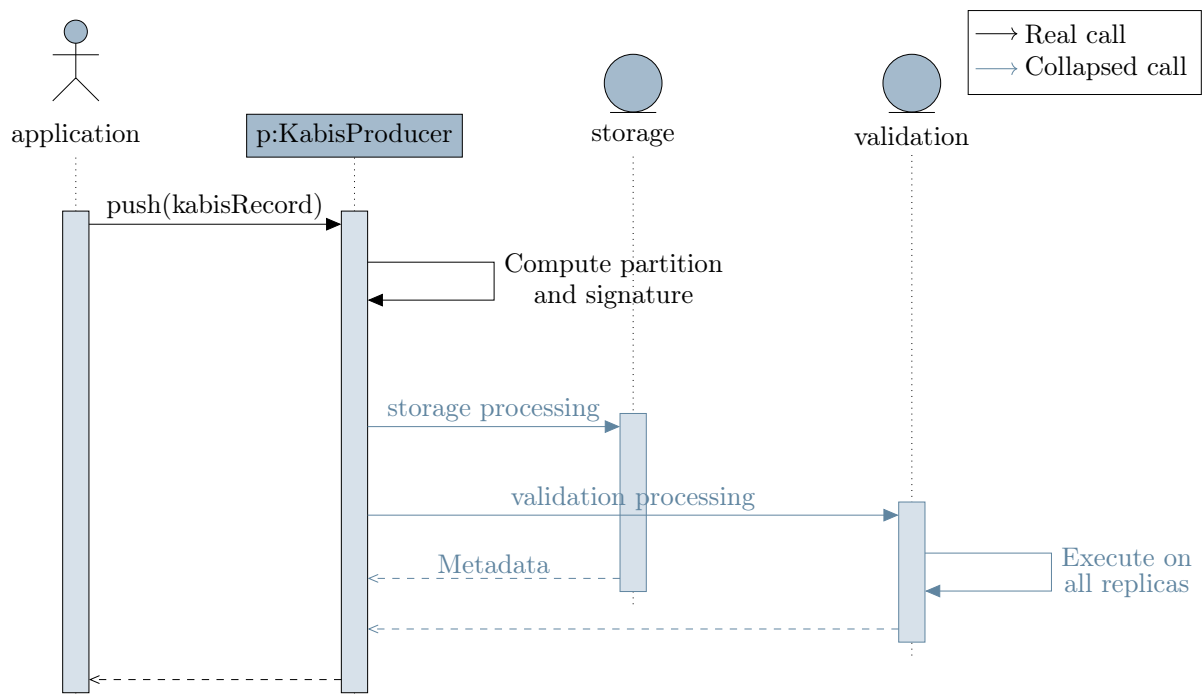 Real call
Collapsed call
application
p:KabisProducer
storage
validation
push(kabisRecord)
Compute partition
and signature
storage processing
validation processing
Metadata
Execute on
all replicas